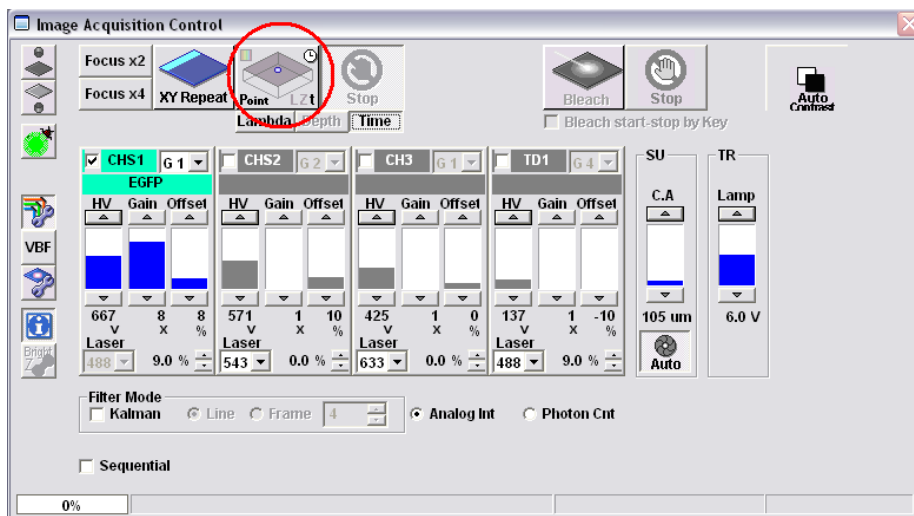 Image Acquisition Control
Focus x2
Focus x4
XY Repeat
Point LZt
Stop
Bleach
Stop
Auto
Contrast
Lambda Depth Time
Bleach start-stop by Key
CHS1 G 1
CHS2 G 2
CH3 G 1
TD1 G 4
SU
TR
EGFP
HV Gain Offset
HV Gain Offset
HV Gain Offset
HV Gain Offset
C.A
Lamp
VBF
667 8 8
V X %
571 1 10
V X %
425 1 0
V X %
137 1 -10
V X %
105 um
6.0 V
Laser
488 9.0 %
Laser
543 0.0 %
Laser
633 0.0 %
Laser
488 9.0 %
Auto
Bright
Z
Filter Mode
Kalman Line Frame 4
Analog Int Photon Cnt
Sequential
0%